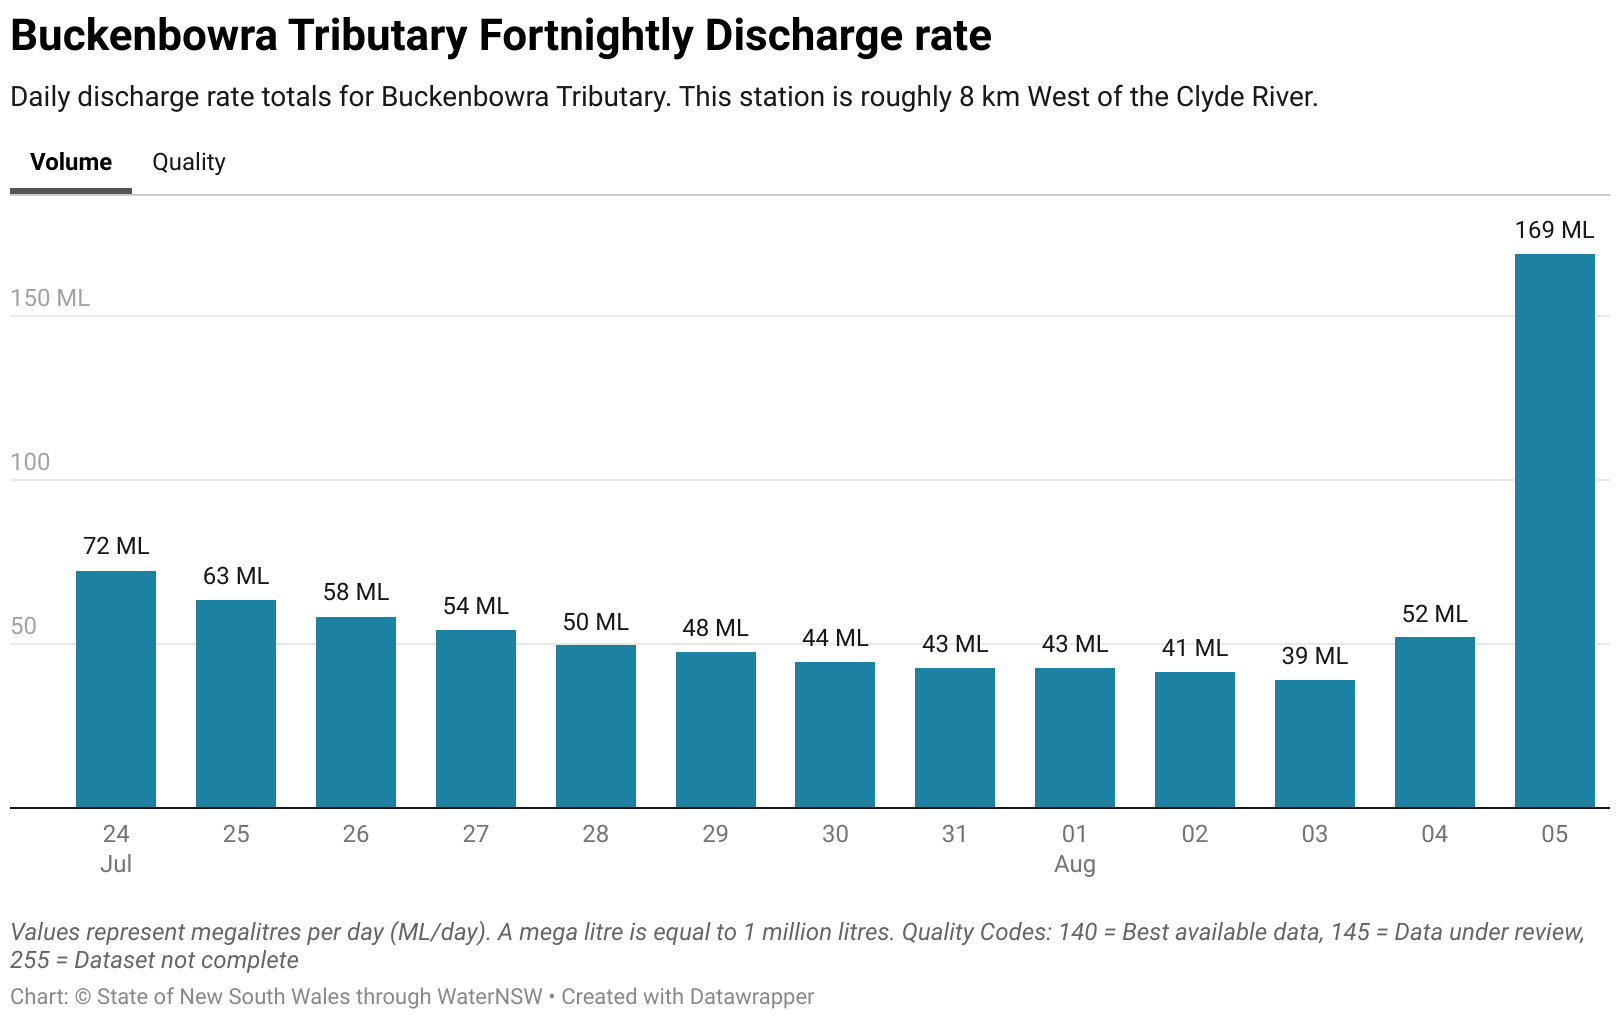 Buckenbowra Tributary Fortnightly Discharge rate
Daily discharge rate totals for Buckenbowra Tributary. This station is roughly 8 km West of the Clyde River.
Volume Quality
169 ML
150 ML
100
72 ML
63 ML
58 ML
54 ML
50 ML
48 ML
44 ML
43 ML
43 ML
41 ML
39 ML
52 ML
50
24 25 26 27 28 29 30 31 01 02 03 04 05
Jul Aug
Values represent megalitres per day (ML/day). A mega litre is equal to 1 million litres. Quality Codes: 140 = Best available data, 145 = Data under review,
255 = Dataset not complete
Chart: © State of New South Wales through WaterNSW • Created with Datawrapper